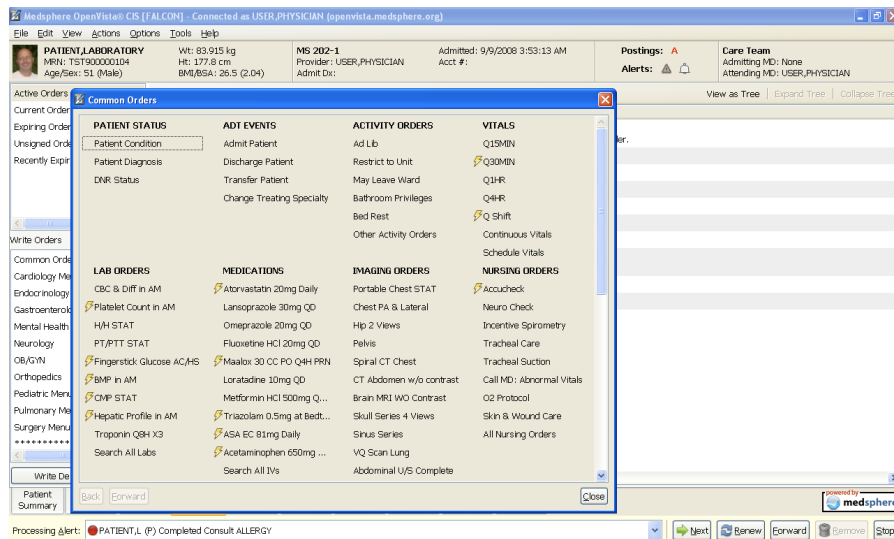 Medsphere OpenVista® CIS [FALCON] - Connected as USER,PHYSICIAN (openvista.medsphere.org)
File Edit View Actions Options Tools Help
PATIENT,LABORATORY Wt: 83.915 kg MS 202-1 Admitted: 9/9/2008 3:53:13 AM Postings: A Care Team
MRN: TST900000104 Ht: 177.8 cm Provider: USER,PHYSICIAN Acct #: Admitting MD: None
Age/Sex: 51 (Male) BMI/BSA: 26.5 (2.04) Admit Dx: Alerts: Attending MD: USER,PHYSICIAN
Active Orders View as Tree Expand Tree Collapse Tree
Common Orders
Current Order
Expiring Order
Unsigned Orde
Recently Expir
Write Orders
Common Orde
Cardiology Me
Endocrinology
Gastroenterolo
Mental Health
Neurology
OB/GYN
Orthopedics
Pediatric Menu
Pulmonary Me
Surgery Menu
**********
Write De
PATIENT STATUS ADT EVENTS ACTIVITY ORDERS VITALS
Patient Condition Admit Patient Ad Lib Q15MIN
Patient Diagnosis Discharge Patient Restrict to Unit Q30MIN
DNR Status Transfer Patient May Leave Ward Q1HR
Change Treating Specialty Bathroom Privileges Q4HR
Bed Rest Q Shift
Other Activity Orders Continuous Vitals
Schedule Vitals
LAB ORDERS MEDICATIONS IMAGING ORDERS NURSING ORDERS
CBC & Diff in AM Atorvastatin 20mg Daily Portable Chest STAT Accucheck
Platelet Count in AM Lansoprazole 30mg QD Chest PA & Lateral Neuro Check
H/H STAT Omeprazole 20mg QD Hip 2 Views Incentive Spirometry
PT/PTT STAT Fluoxetine HCl 20mg QD Pelvis Tracheal Care
Fingerstick Glucose AC/HS Maalox 30 CC PO Q4H PRN Spiral CT Chest Tracheal Suction
BMP in AM Loratadine 10mg QD CT Abdomen w/o contrast Call MD: Abnormal Vitals
CMP STAT Metformin HCl 500mg Q... Brain MRI WO Contrast O2 Protocol
Hepatic Profile in AM Triazolam 0.5mg at Bedt... Skull Series 4 Views Skin & Wound Care
Troponin Q8H X3 ASA EC 81mg Daily Sinus Series All Nursing Orders
Search All Labs Acetaminophen 650mg ... VQ Scan Lung
Search All IVs Abdominal U/S Complete
Back Forward Close
er.
Patient
Summary
powered by
medsphere
Processing Alert: PATIENT,L (P) Completed Consult ALLERGY Next Renew Forward Remove Stop